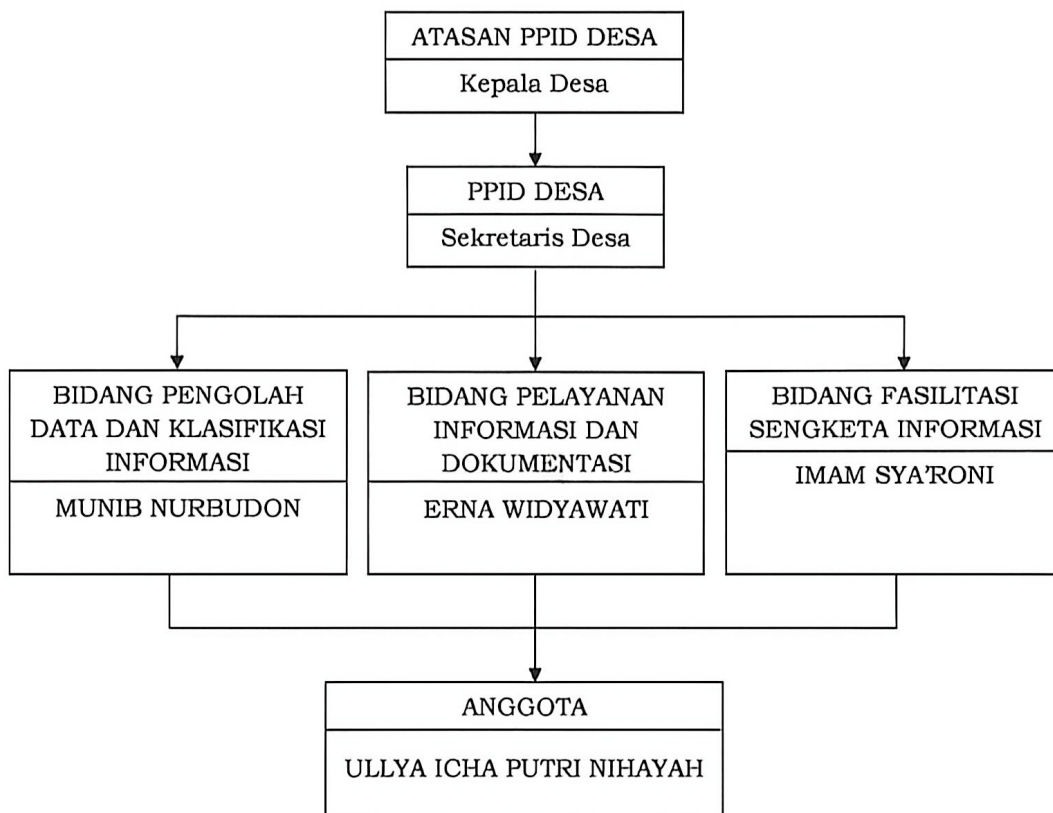 ATASAN PPID DESA
Kepala Desa
PPID DESA
Sekretaris Desa
BIDANG PENGOLAH
DATA DAN KLASIFIKASI
INFORMASI
MUNIB NURBUDON
BIDANG PELAYANAN
INFORMASI DAN
DOKUMENTASI
ERNA WIDYAWATI
BIDANG FASILITASI
SENGKETA INFORMASI
IMAM SYA'RONI
ANGGOTA
ULLYA ICHA PUTRI NIHAYAH